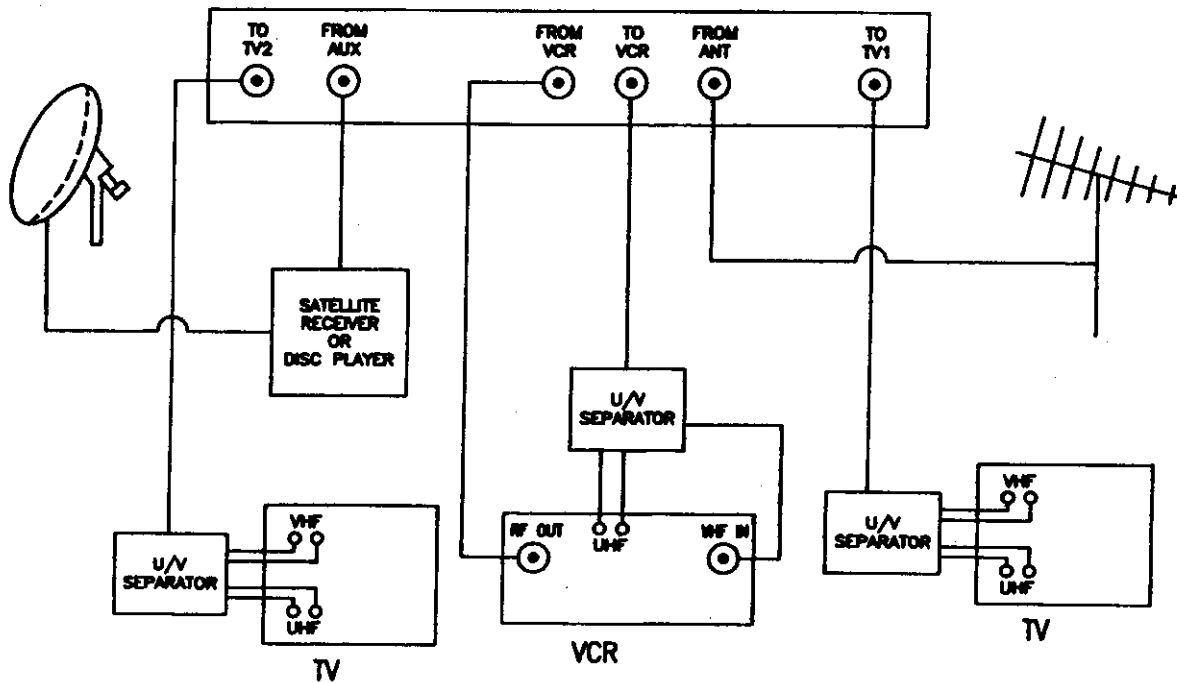 TO
TV2
FROM
AUX
FROM
VCR
TO
VCR
FROM
ANT
TO
TV1
SATELLITE
RECEIVER
OR
DISC PLAYER
U/V
SEPARATOR
U/V
SEPARATOR
VHF
UHF
TV
RF OUT
UHF
VHF IN
VCR
U/V
SEPARATOR
VHF
UHF
TV